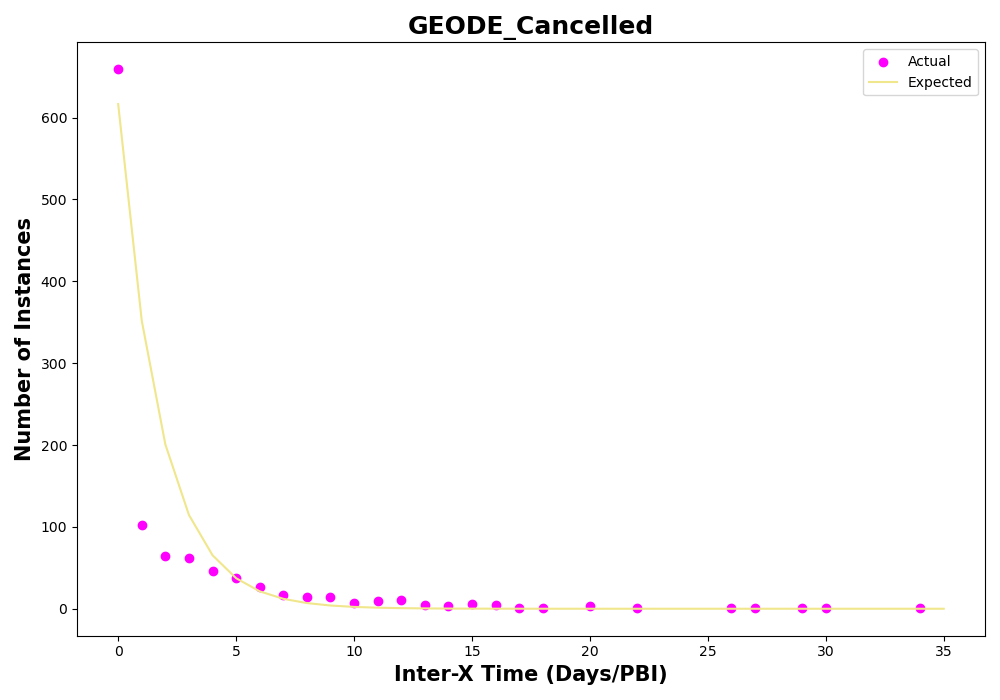 GEODE_Cancelled
Actual
Expected
Number of Instances
600
500
400
300
200
100
0
0 5 10 15 20 25 30 35
Inter-X Time (Days/PBI)